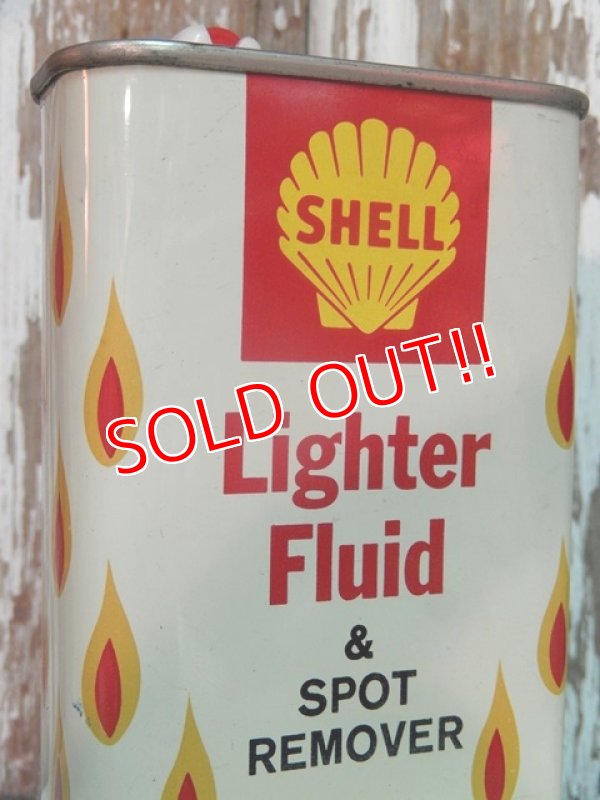 SHELL
SOLD OUT!!
Lighter
Fluid
&
SPOT
REMOVER